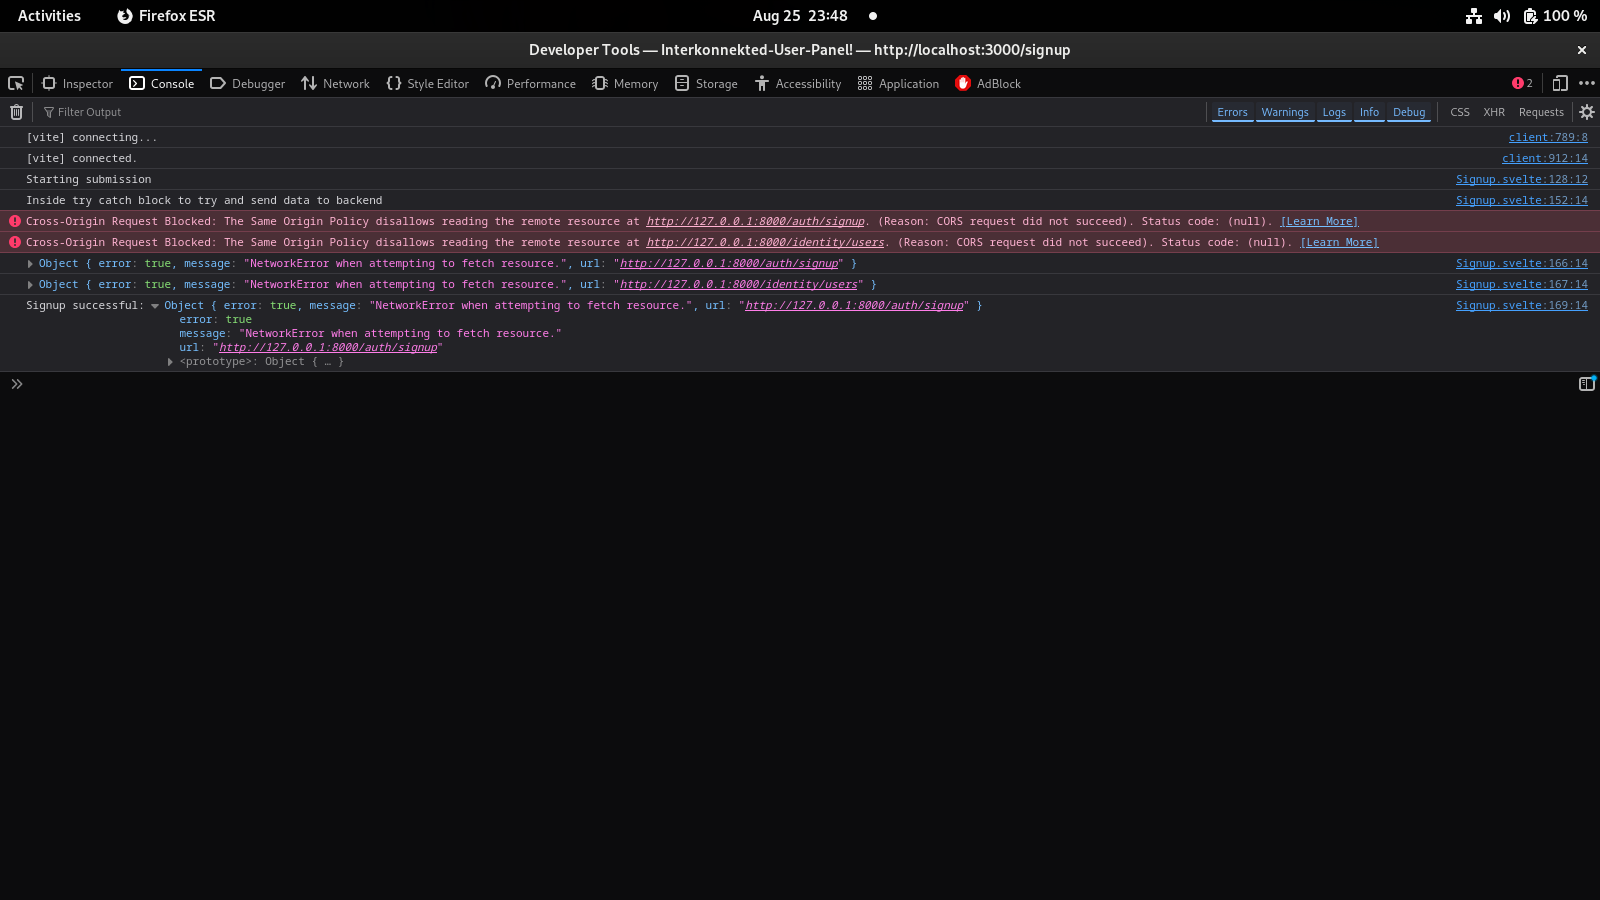 Activities Firefox ESR Aug 25 23:48 100 %
Developer Tools — Interkonnekted-User-Panel! — http://localhost:3000/signup
Inspector Console Debugger Network Style Editor Performance Memory Storage Accessibility Application AdBlock 2
Filter Output Errors Warnings Logs Info Debug CSS XHR Requests
[vite] connecting... client:789:8
[vite] connected. client:912:14
Starting submission Signup.svelte:128:12
Inside try catch block to try and send data to backend Signup.svelte:152:14
Cross-Origin Request Blocked: The Same Origin Policy disallows reading the remote resource at http://127.0.0.1:8000/auth/signup. (Reason: CORS request did not succeed). Status code: (null). [Learn More]
Cross-Origin Request Blocked: The Same Origin Policy disallows reading the remote resource at http://127.0.0.1:8000/identity/users. (Reason: CORS request did not succeed). Status code: (null). [Learn More]
Object { error: true, message: "NetworkError when attempting to fetch resource.", url: "http://127.0.0.1:8000/auth/signup" } Signup.svelte:166:14
Object { error: true, message: "NetworkError when attempting to fetch resource.", url: "http://127.0.0.1:8000/identity/users" } Signup.svelte:167:14
Signup successful: Object { error: true, message: "NetworkError when attempting to fetch resource.", url: "http://127.0.0.1:8000/auth/signup" } Signup.svelte:169:14
error: true
message: "NetworkError when attempting to fetch resource."
url: "http://127.0.0.1:8000/auth/signup"
<prototype>: Object { … }